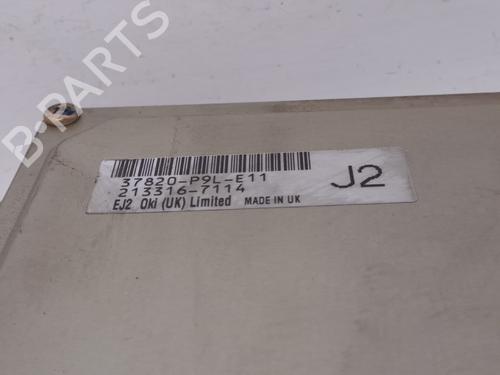 B-PARTS
37820-P9L-E11
213316-7114
J2
EJ2 Oki (UK) Limited MADE IN UK